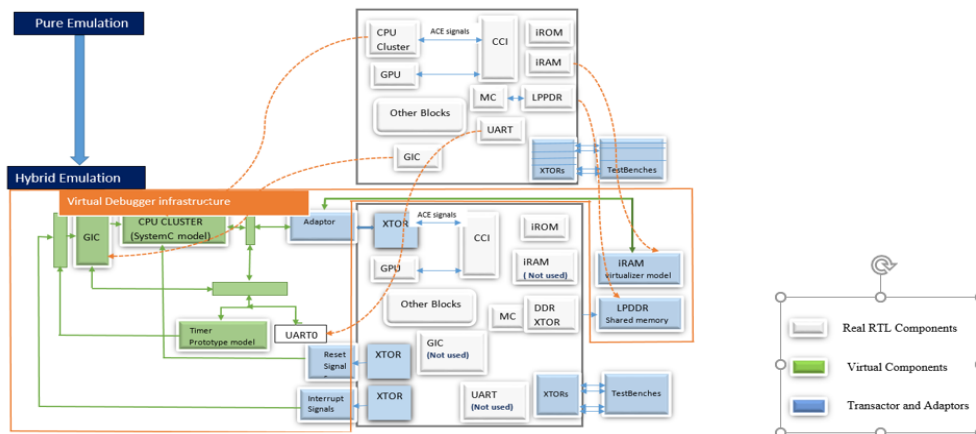 Pure Emulation
CPU
Cluster
ACE signals
CCI
iROM
iRAM
GPU
MC
LPPDR
Other Blocks
UART
GIC
XTORs
TestBenches
Hybrid Emulation
Virtual Debugger infrastructure
GIC
CPU CLUSTER
(SystemC model)
Adaptor
XTOR
ACE signals
CCI
iROM
GPU
iRAM
( Not used)
iRAM
virtualizer model
Other Blocks
MC
DDR
XTOR
LPDDR
Shared memory
Timer
Prototype model
UART0
GIC
(Not used)
Reset
Signal
XTOR
Interrupt
Signals
XTOR
UART
(Not used)
XTORs
TestBenches
Real RTL Components
Virtual Components
Transactor and Adaptors